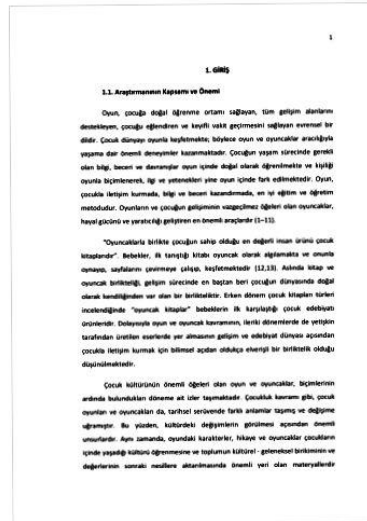 1
1. GİRİŞ
1.1. Araştırmanının Kapsamı ve Önemi
Oyun, çocuğa doğal öğrenme ortamı sağlayan, tüm gelişim alanlarını
destekleyen, çocuğu eğlendiren ve keyifli vakit geçirmesini sağlayan evrensel bir
dildir. Çocuk dünyayı oyunla keşfetmekte; böylece oyun ve oyuncaklar aracılığıyla
yaşama dair önemli deneyimler kazanmaktadır. Çocuğun yaşam sürecinde gerekli
olan bilgi, beceri ve davranışlar oyun içinde doğal olarak öğrenilmekte ve kişiliği
oyunla biçimlenerek, ilgi ve yetenekleri yine oyun içinde fark edilmektedir. Oyun,
çocukla iletişim kurmada, bilgi ve beceri kazandırmada, en iyi eğitim ve öğretim
metodudur. Oyunların ve çocuğun gelişiminin vazgeçilmez öğeleri olan oyuncaklar,
hayal gücünü ve yaratıcılığı geliştiren en önemli araçlardır (1-11).
"Oyuncaklarla birlikte çocuğun sahip olduğu en değerli insan ürünü çocuk
kitaplarıdır". Bebekler, ilk tanıştığı kitabı oyuncak olarak algılamakta ve onunla
oynayıp, sayfalarını çevirmeye çalışıp, keşfetmektedir (12,13). Aslında kitap ve
oyuncak birlikteliği, gelişim sürecinde en baştan beri çocuğun dünyasında doğal
olarak kendiliğinden var olan bir birlikteliktir. Erken dönem çocuk kitapları türleri
incelendiğinde "oyuncak kitaplar" bebeklerin ilk karşılaştığı çocuk edebiyatı
ürünleridir. Dolayısıyla oyun ve oyuncak kavramının, ileriki dönemlerde de yetişkin
tarafından üretilen eserlerde yer almasının gelişim ve edebiyat dünyası açısından
çocukla iletişim kurmak için bilimsel açıdan oldukça elverişli bir birliktelik olduğu
düşünülmektedir.
Çocuk kültürünün önemli öğeleri olan oyun ve oyuncaklar, biçimlerinin
ardında bulundukları döneme ait izler taşımaktadır. Çocukluk kavramı gibi, çocuk
oyunları ve oyuncakları da, tarihsel serüvende farklı anlamlar taşımış ve değişime
uğramıştır. Bu yüzden, kültürdeki değişimlerin görülmesi açısından önemli
unsurlardır. Aynı zamanda, oyundaki karakterler, hikaye ve oyuncaklar çocukların
içinde yaşadığı kültürü öğrenmesine ve toplumun kültürel - geleneksel birikiminin ve
değerlerinin sonraki nesillere aktarılmasında önemli yeri olan materyallerdir